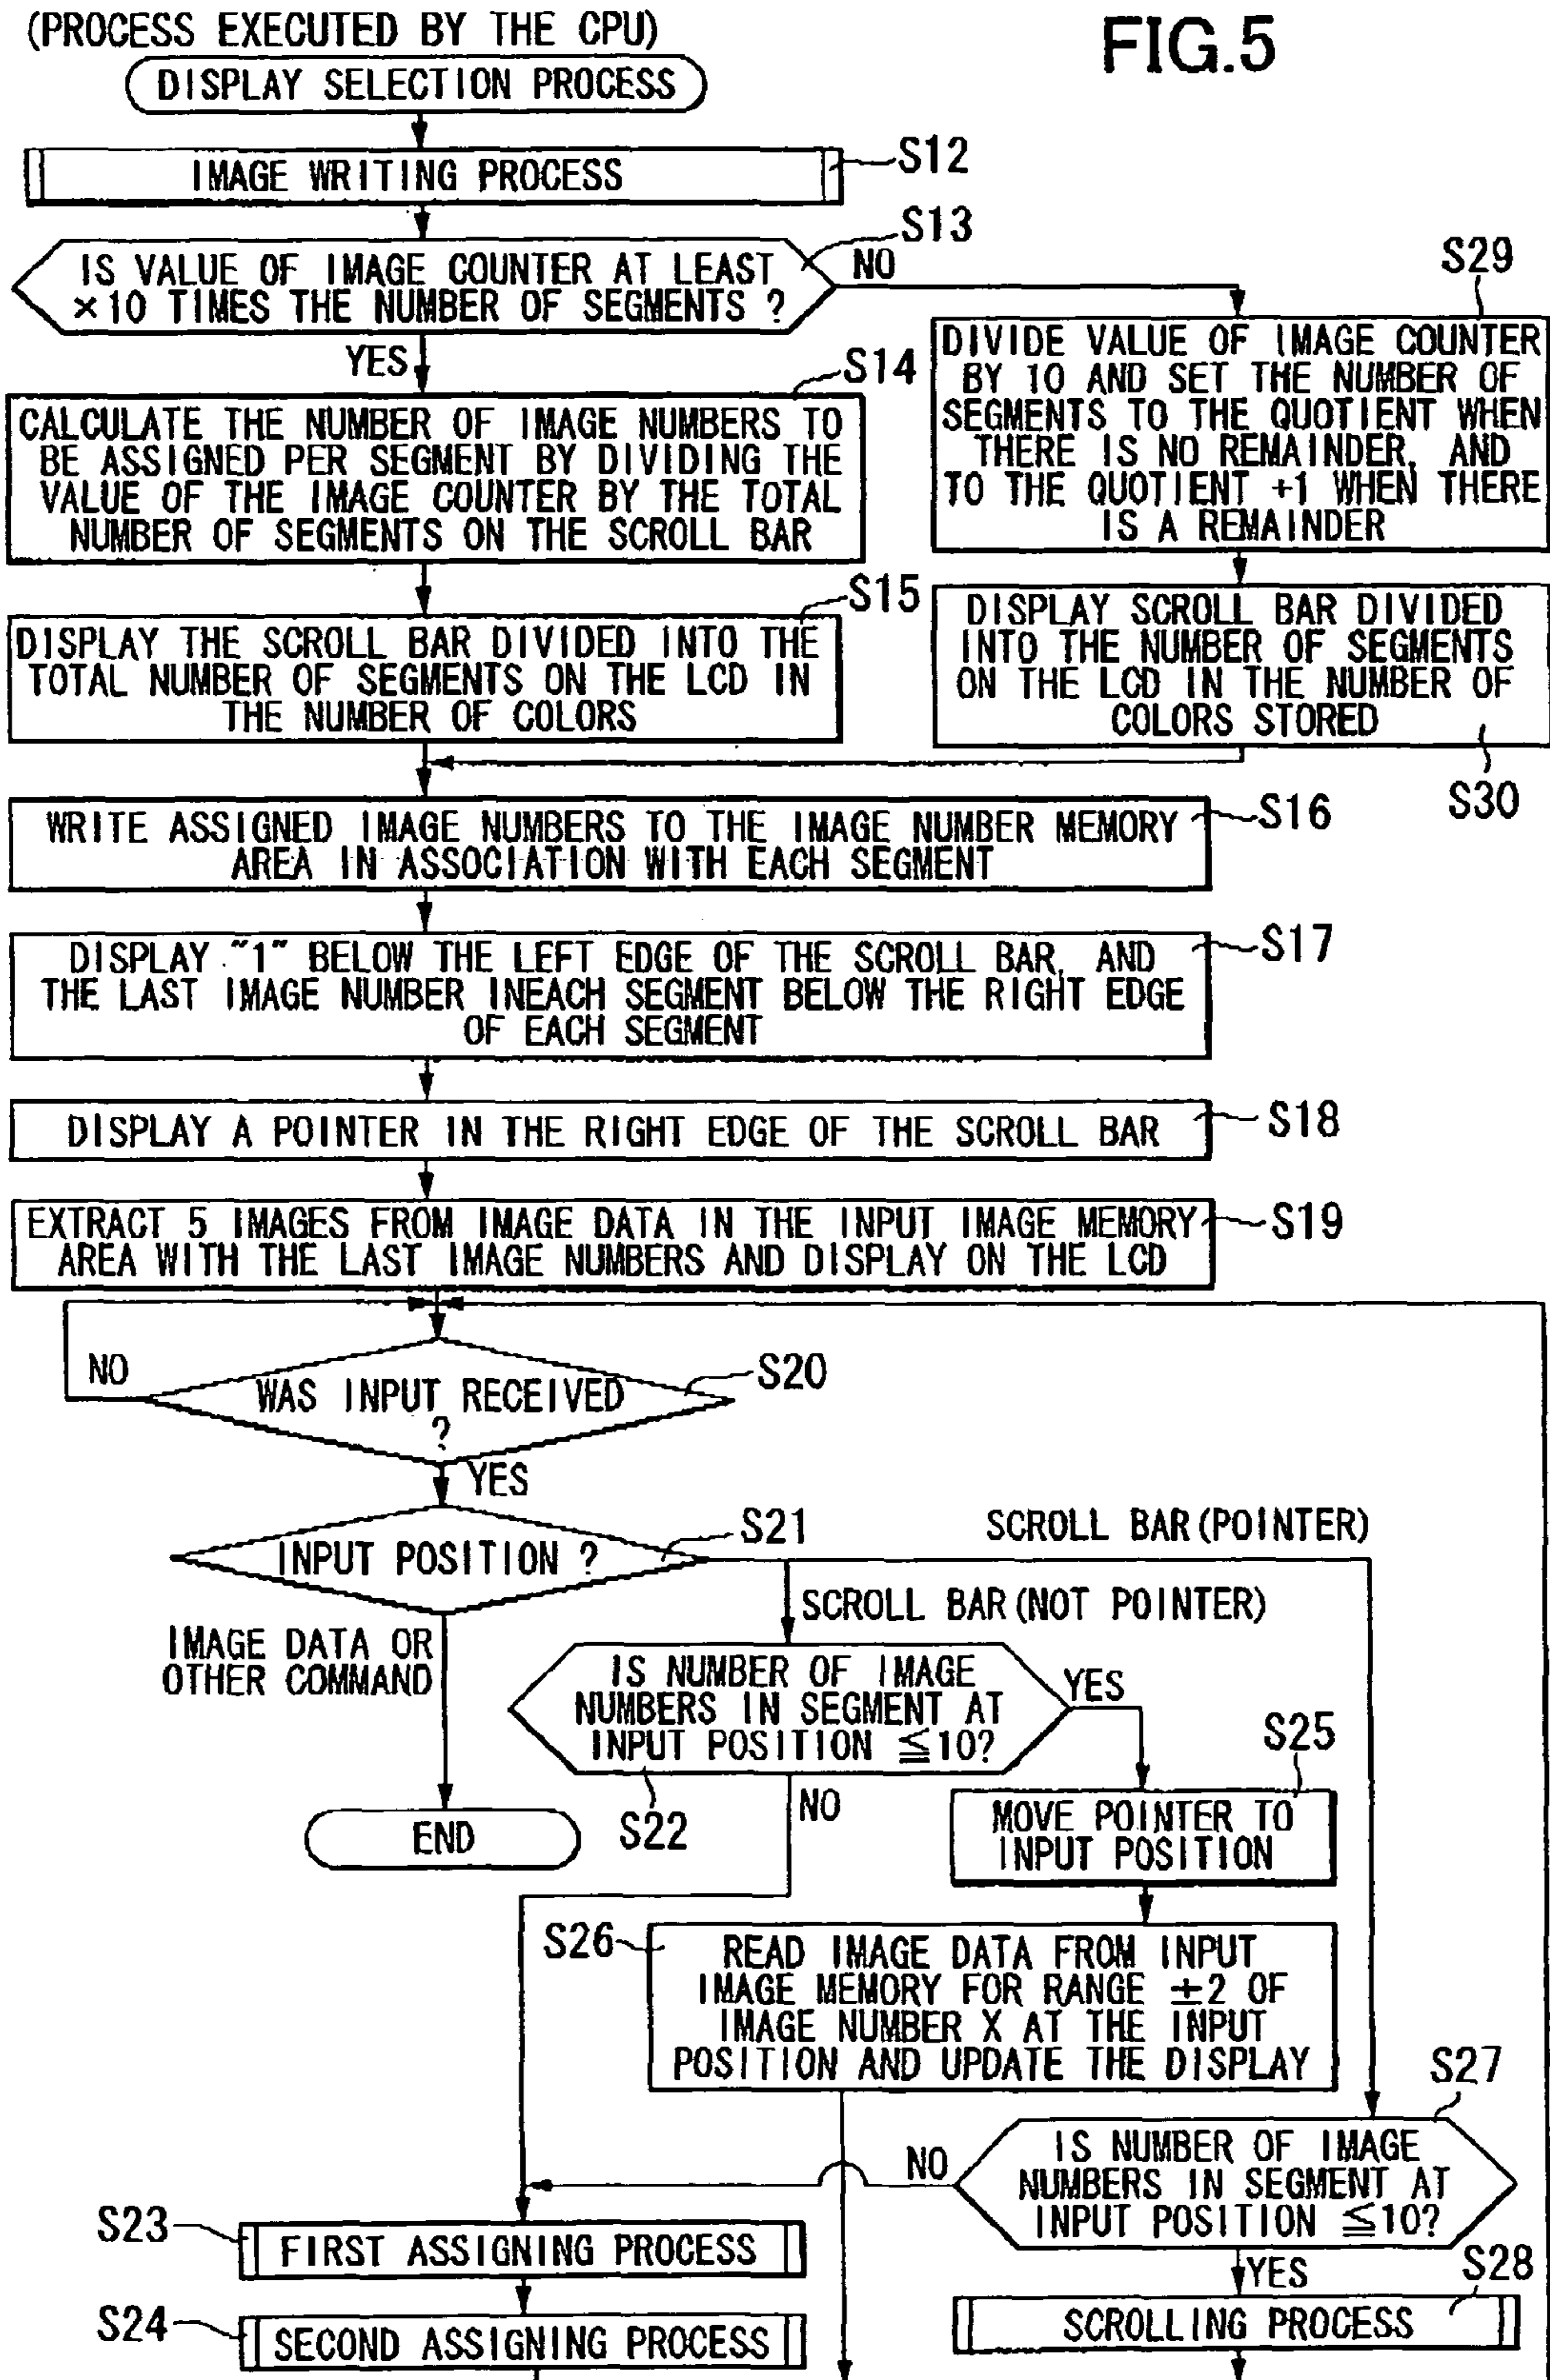 (PROCESS EXECUTED BY THE CPU)
FIG.5
DISPLAY SELECTION PROCESS
IMAGE WRITING PROCESS
S12
S13
IS VALUE OF IMAGE COUNTER AT LEAST
×10 TIMES THE NUMBER OF SEGMENTS ?
NO
YES
S29
DIVIDE VALUE OF IMAGE COUNTER
BY 10 AND SET THE NUMBER OF
SEGMENTS TO THE QUOTIENT WHEN
THERE IS NO REMAINDER, AND
TO THE QUOTIENT +1 WHEN THERE
IS A REMAINDER
S14
CALCULATE THE NUMBER OF IMAGE NUMBERS TO
BE ASSIGNED PER SEGMENT BY DIVIDING THE
VALUE OF THE IMAGE COUNTER BY THE TOTAL
NUMBER OF SEGMENTS ON THE SCROLL BAR
S15
DISPLAY THE SCROLL BAR DIVIDED INTO THE
TOTAL NUMBER OF SEGMENTS ON THE LCD IN
THE NUMBER OF COLORS
DISPLAY SCROLL BAR DIVIDED
INTO THE NUMBER OF SEGMENTS
ON THE LCD IN THE NUMBER OF
COLORS STORED
S30
WRITE ASSIGNED IMAGE NUMBERS TO THE IMAGE NUMBER MEMORY
AREA IN ASSOCIATION WITH EACH SEGMENT
S16
DISPLAY "1" BELOW THE LEFT EDGE OF THE SCROLL BAR, AND
THE LAST IMAGE NUMBER INEACH SEGMENT BELOW THE RIGHT EDGE
OF EACH SEGMENT
S17
DISPLAY A POINTER IN THE RIGHT EDGE OF THE SCROLL BAR
S18
EXTRACT 5 IMAGES FROM IMAGE DATA IN THE INPUT IMAGE MEMORY
AREA WITH THE LAST IMAGE NUMBERS AND DISPLAY ON THE LCD
S19
NO
WAS INPUT RECEIVED
?
S20
YES
INPUT POSITION ?
S21
SCROLL BAR(POINTER)
SCROLL BAR(NOT POINTER)
IMAGE DATA OR
OTHER COMMAND
IS NUMBER OF IMAGE
NUMBERS IN SEGMENT AT
INPUT POSITION ≦10?
YES
S22
NO
END
S25
MOVE POINTER TO
INPUT POSITION
S26
READ IMAGE DATA FROM INPUT
IMAGE MEMORY FOR RANGE ±2 OF
IMAGE NUMBER X AT THE INPUT
POSITION AND UPDATE THE DISPLAY
S27
IS NUMBER OF IMAGE
NUMBERS IN SEGMENT AT
INPUT POSITION ≦10?
NO
YES
S23
FIRST ASSIGNING PROCESS
S28
SCROLLING PROCESS
S24
SECOND ASSIGNING PROCESS